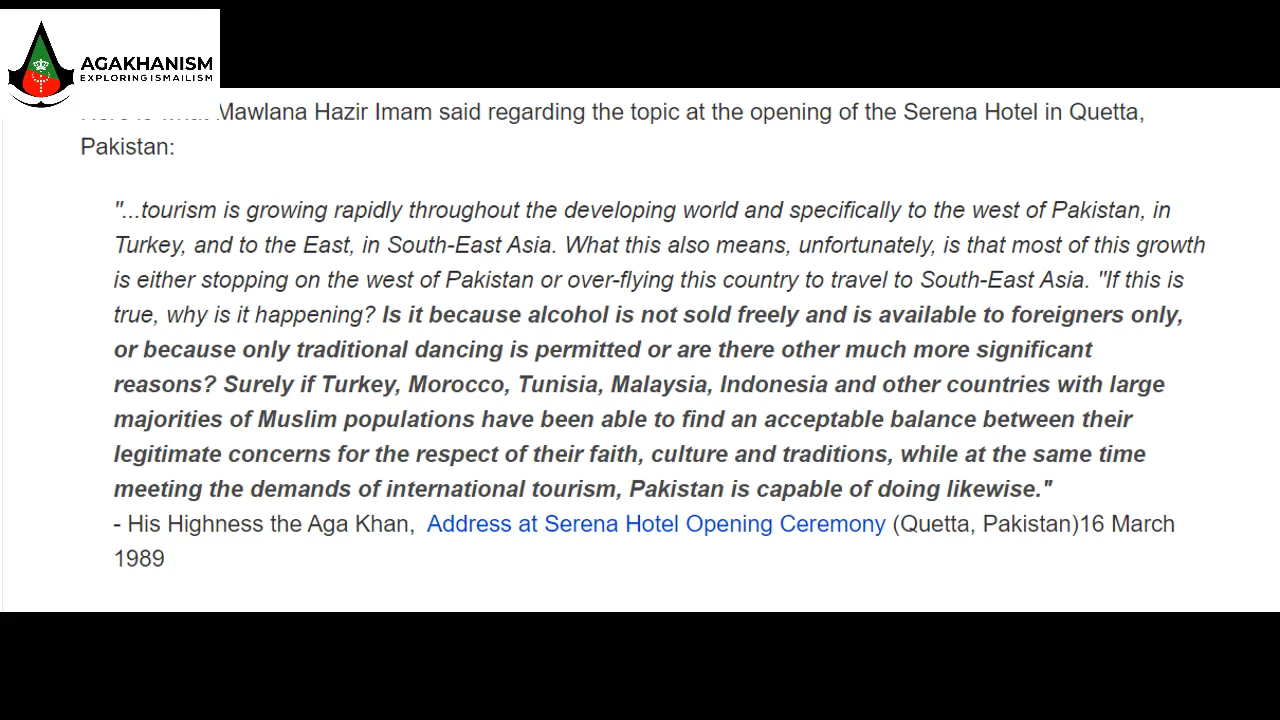 AGAKHANISM
EXPLORING ISMAILISM
Mawlana Hazir Imam said regarding the topic at the opening of the Serena Hotel in Quetta,
Pakistan:
"...tourism is growing rapidly throughout the developing world and specifically to the west of Pakistan, in
Turkey, and to the East, in South-East Asia. What this also means, unfortunately, is that most of this growth
is either stopping on the west of Pakistan or over-flying this country to travel to South-East Asia. "If this is
true, why is it happening? Is it because alcohol is not sold freely and is available to foreigners only,
or because only traditional dancing is permitted or are there other much more significant
reasons? Surely if Turkey, Morocco, Tunisia, Malaysia, Indonesia and other countries with large
majorities of Muslim populations have been able to find an acceptable balance between their
legitimate concerns for the respect of their faith, culture and traditions, while at the same time
meeting the demands of international tourism, Pakistan is capable of doing likewise."
- His Highness the Aga Khan, Address at Serena Hotel Opening Ceremony (Quetta, Pakistan)16 March
1989